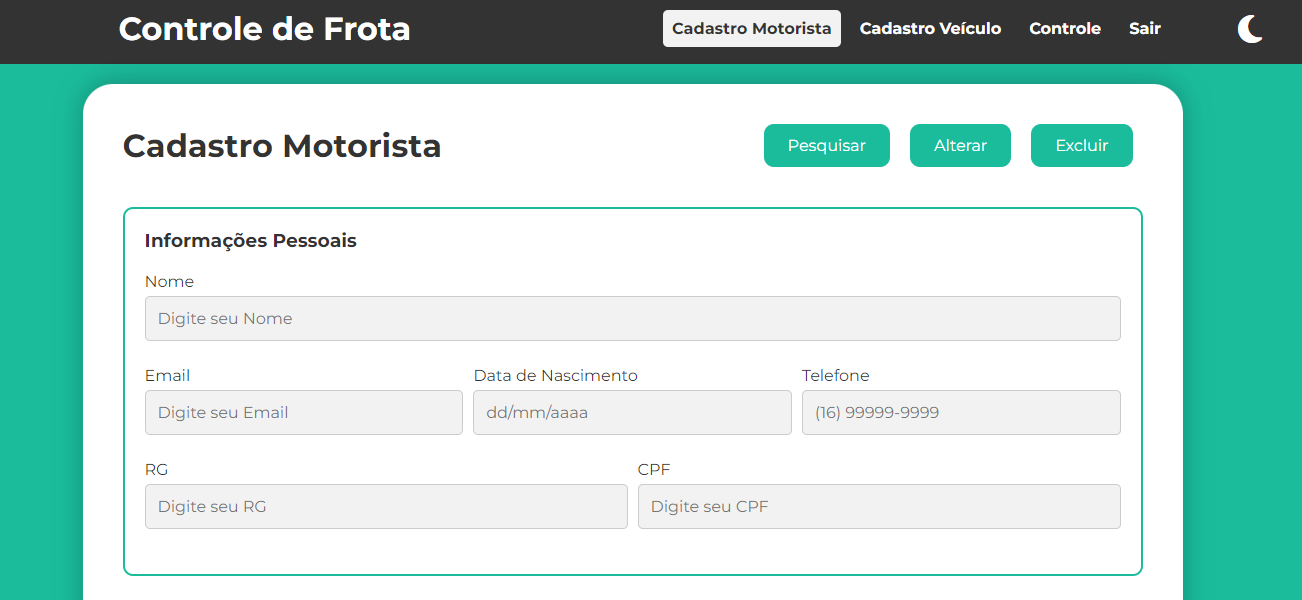 Controle de Frota Cadastro Motorista Cadastro Veículo Controle Sair
Cadastro Motorista Pesquisar Alterar Excluir
Informações Pessoais
Nome
Digite seu Nome
Email Data de Nascimento Telefone
Digite seu Email dd/mm/aaaa (16) 99999-9999
RG CPF
Digite seu RG Digite seu CPF